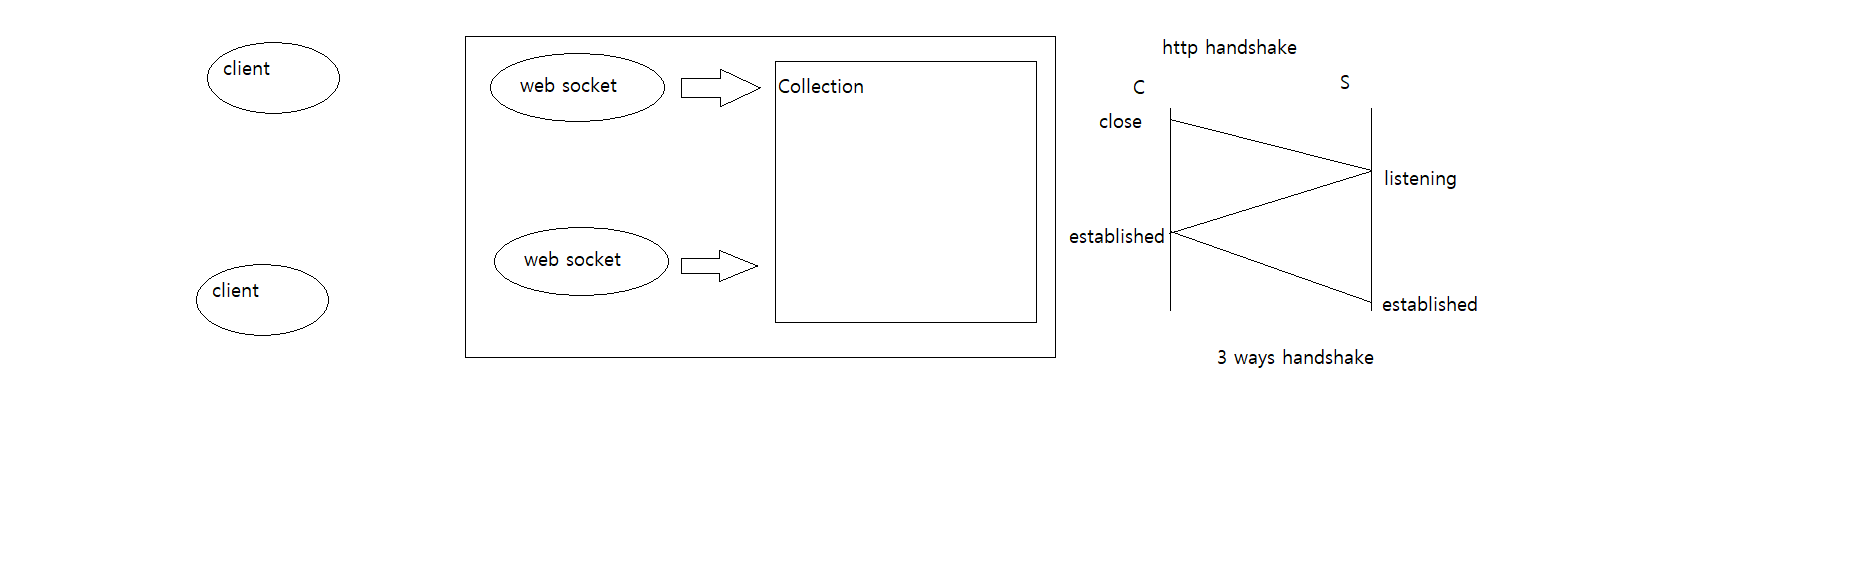 client
web socket
Collection
client
web socket
http handshake
C
S
close
listening
established
established
3 ways handshake